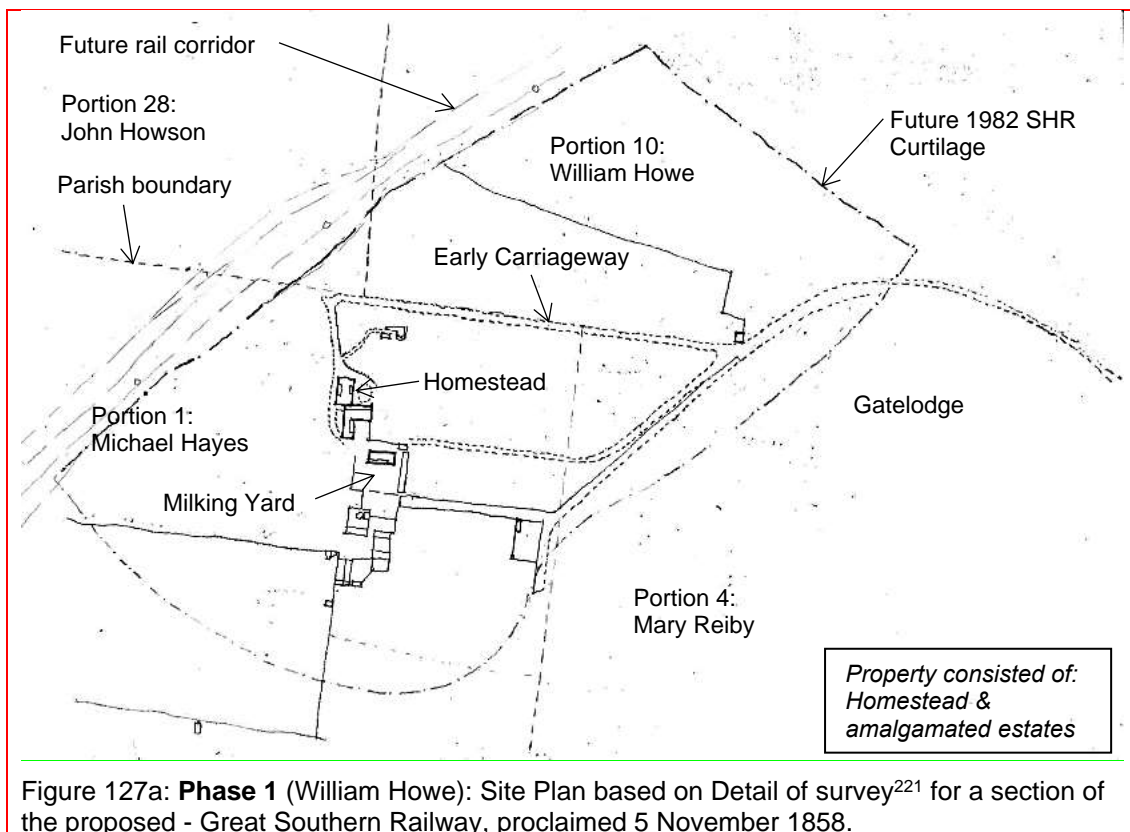 Future rail corridor
Portion 28:
John Howson
Parish boundary
Portion 10:
William Howe
Future 1982 SHR
Curtilage
Early Carriageway
Homestead
Gatelodge
Portion 1:
Michael Hayes
Milking Yard
Portion 4:
Mary Reiby
Property consisted of:
Homestead &
amalgamated estates
Figure 127a: Phase 1 (William Howe): Site Plan based on Detail of survey221 for a section of
the proposed - Great Southern Railway, proclaimed 5 November 1858.